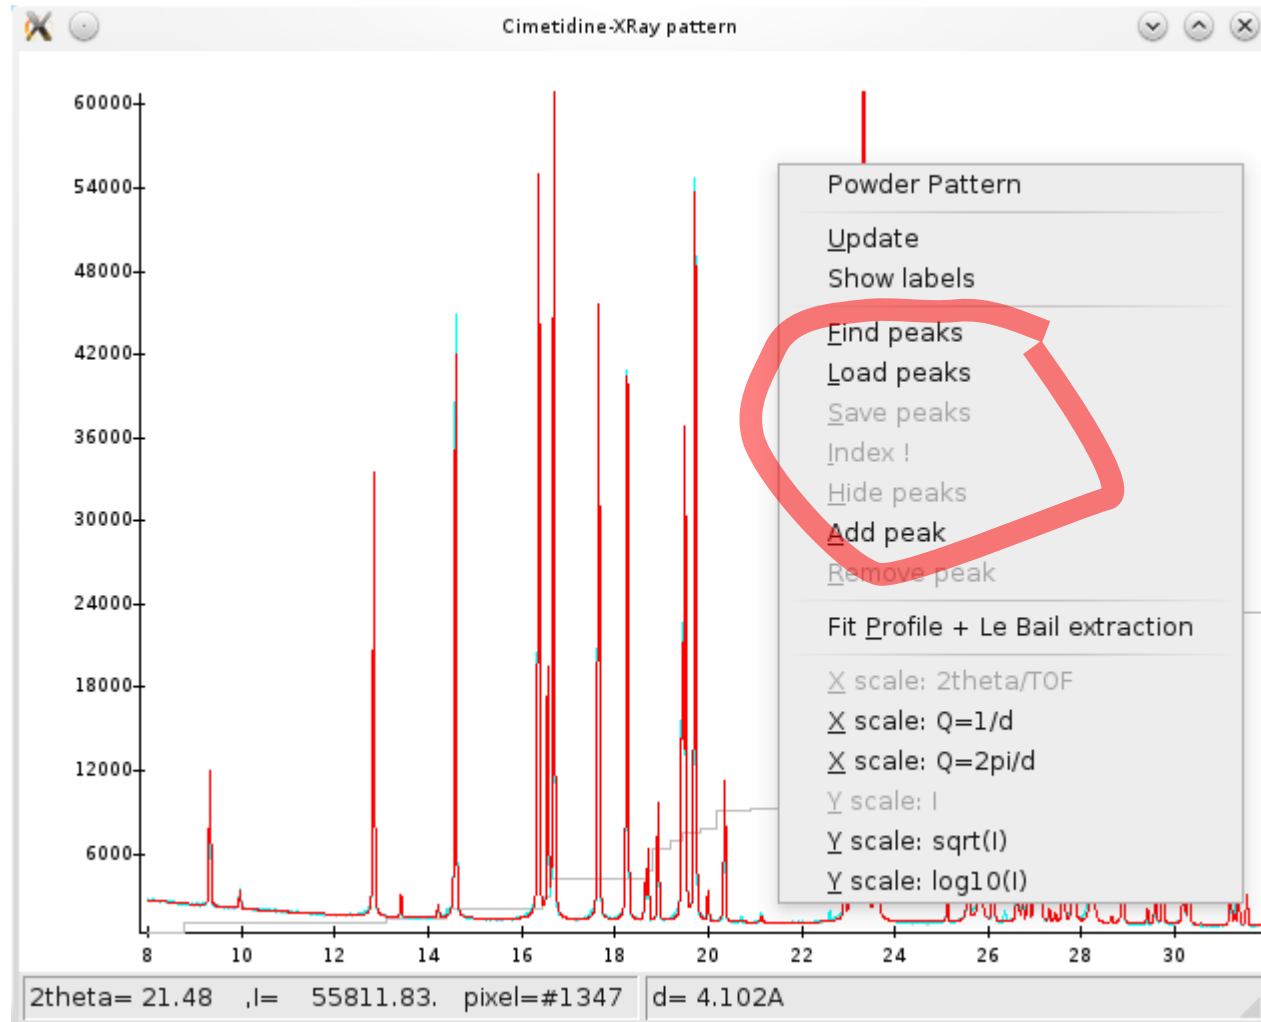 Cimetidine-XRay pattern
60000
54000
48000
42000
36000
30000
24000
18000
12000
6000
8 10 12 14 16 18 20 22 24 26 28 30
Powder Pattern
Update
Show labels
Find peaks
Load peaks
Save peaks
Index !
Hide peaks
Add peak
Remove peak
Fit Profile + Le Bail extraction
X scale: 2theta/TOF
X scale: Q=1/d
X scale: Q=2pi/d
Y scale: I
Y scale: sqrt(I)
Y scale: log10(I)
2theta= 21.48 ,I= 55811.83. pixel=#1347
d= 4.102A